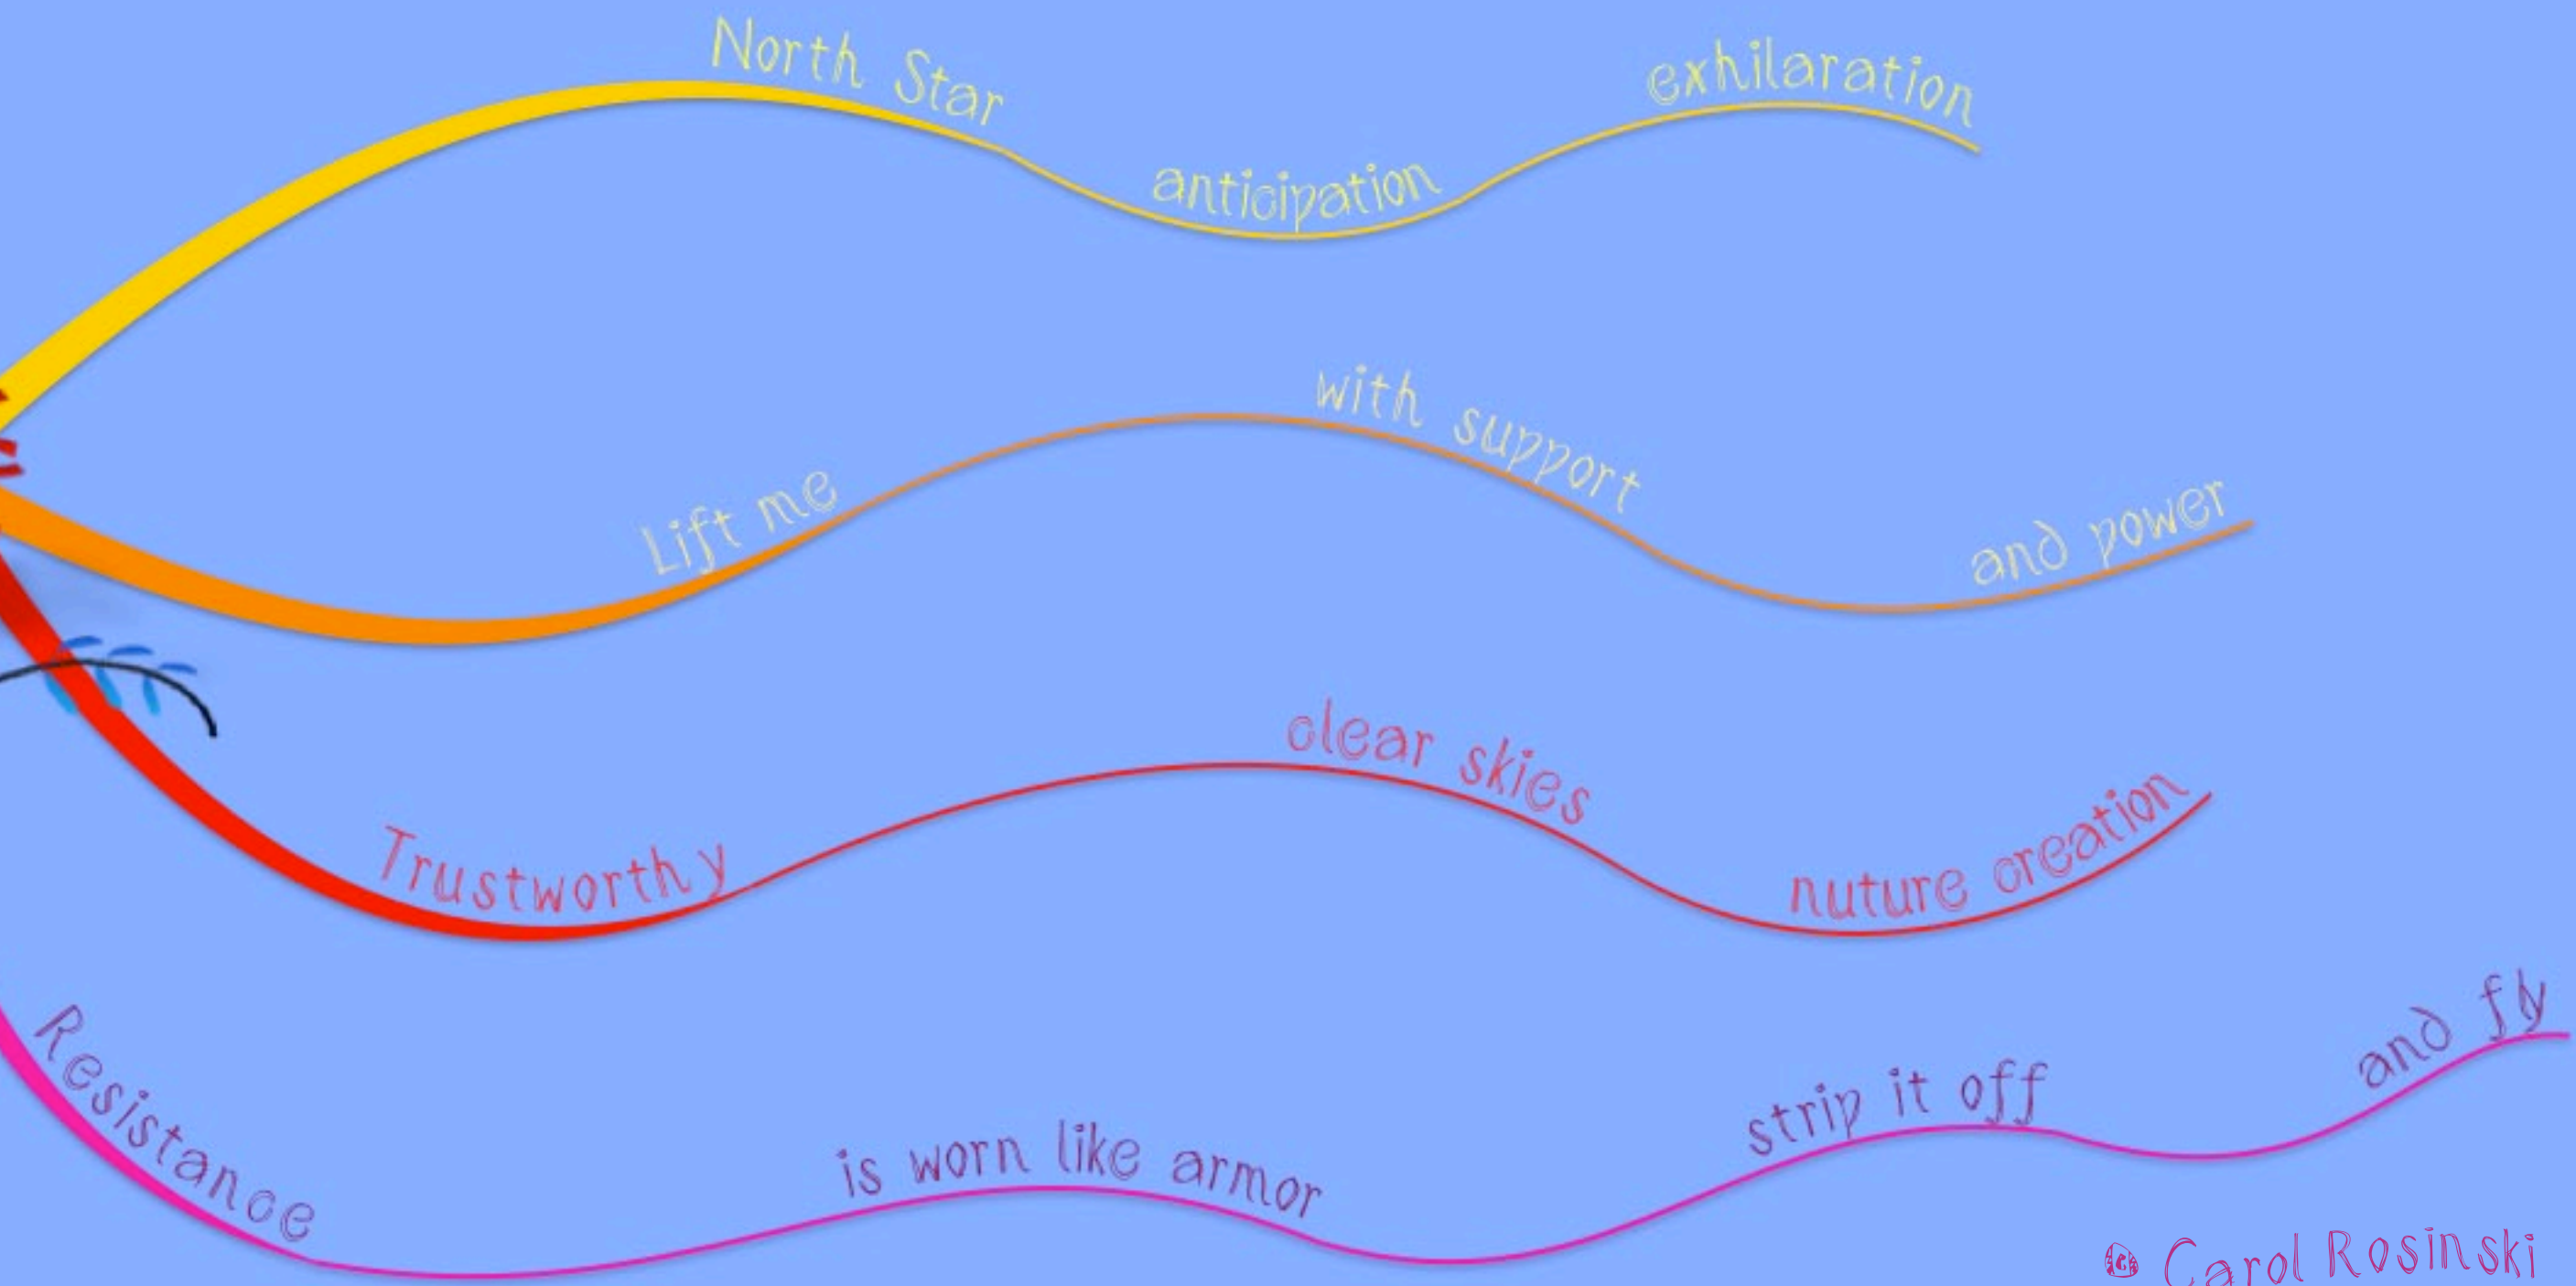 North Star anticipation exhilaration
Lift me with support and power
Trustworthy clear skies nuture creation
Resistance is worn like armor strip it off and fly
© Carol Rosinski